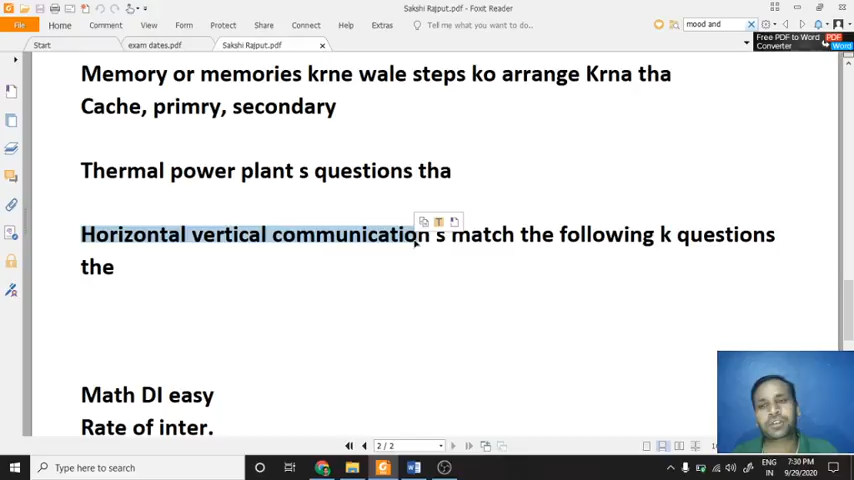 Sakshi Rajput.pdf - Foxit Reader
File Home Comment View Form Protect Share Connect Help Extras Tell me what you want to do... mood and
Start exam dates.pdf Sakshi Rajput.pdf
Free PDF to Word Converter
PDF
Word
Memory or memories krne wale steps ko arrange Krna tha
Cache, primry, secondary
Thermal power plant s questions tha
Horizontal vertical communication s match the following k questions
the
Math DI easy
Rate of inter.
2 / 2
Type here to search
ENG
IN
7:30 PM
9/29/2020